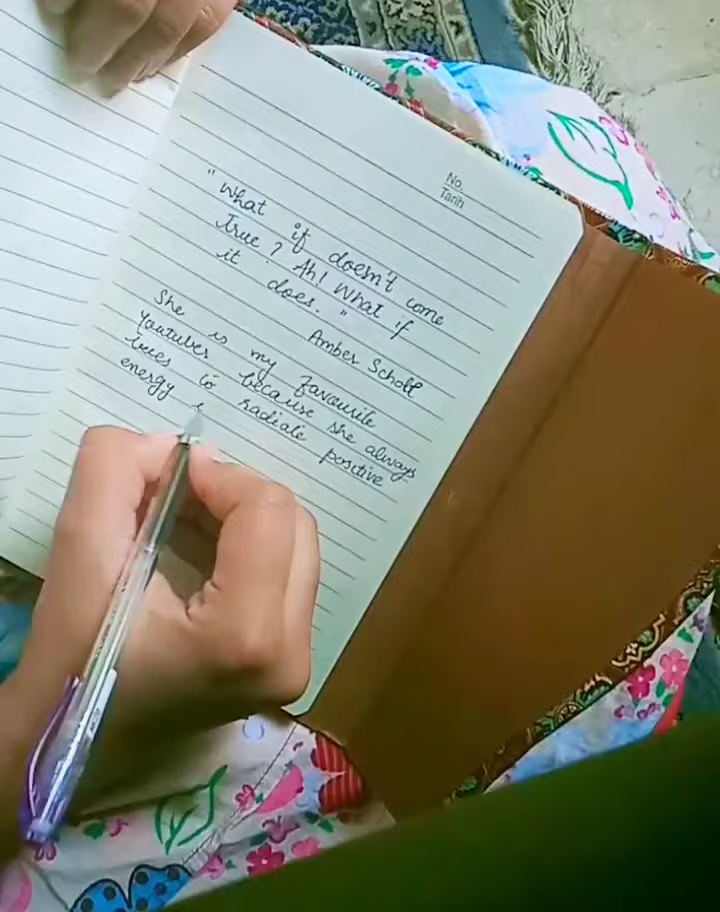 No.
Tarih
"What if doesn't come
true? Ah! What if
it does."
Amber Scholl
She is my favourite
youtuber because she always
tries to radiate positive
energy